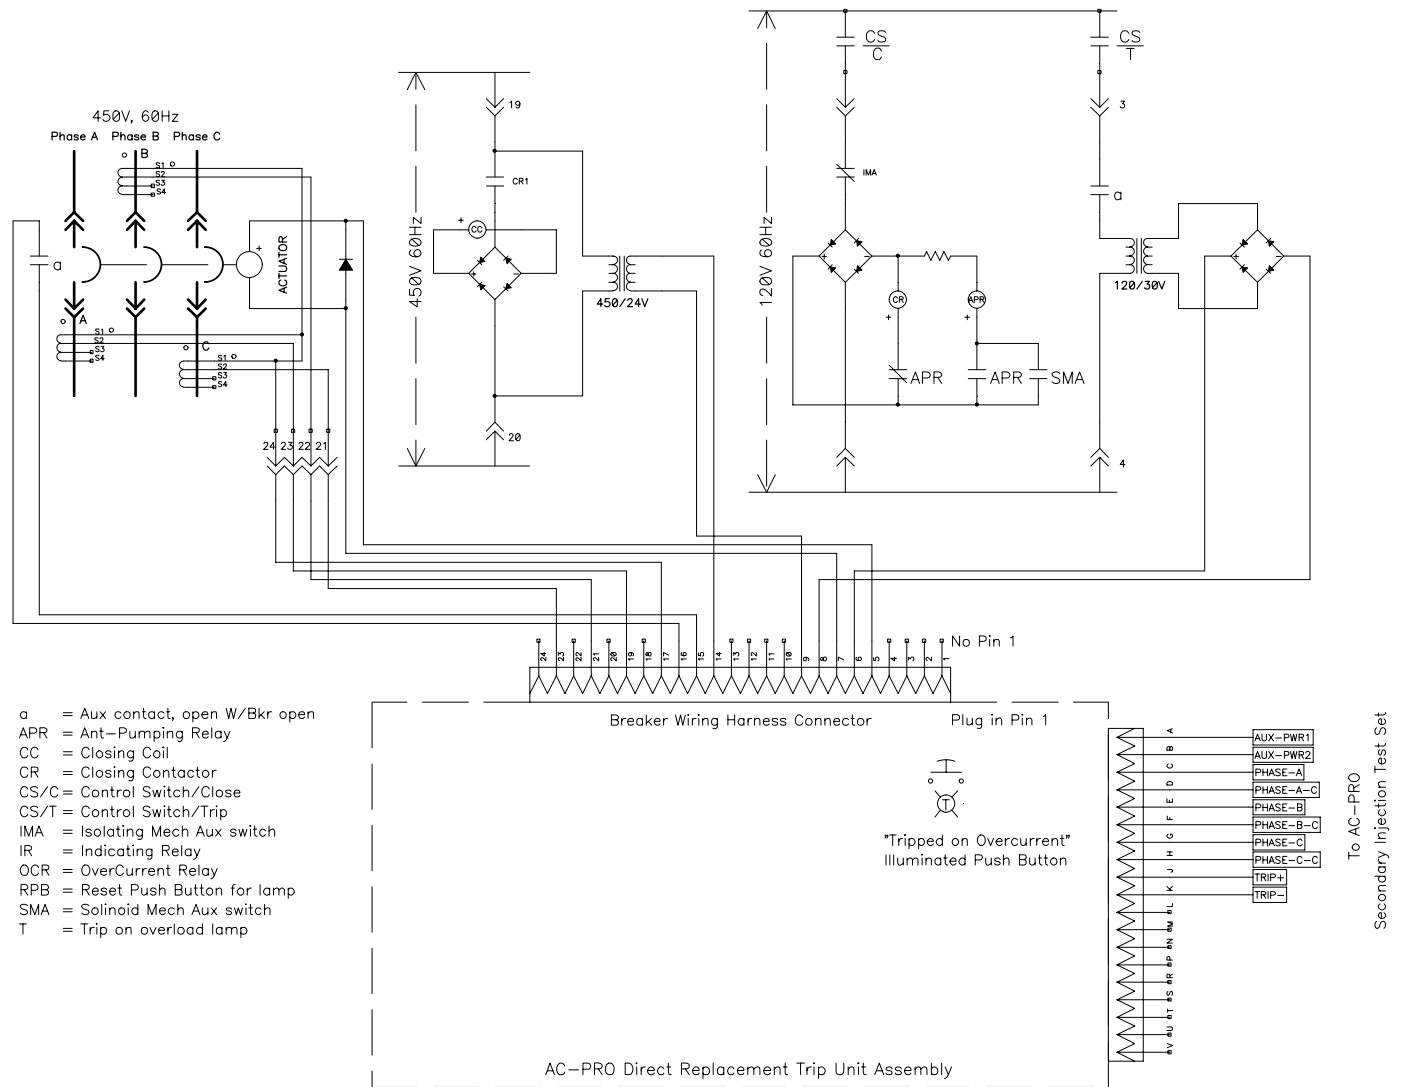 450V, 60Hz
Phase A Phase B Phase C
B
S1
S2
S3
S4
a
+
ACTUATOR
A
S1
S2
S3
S4
C
S1
S2
S3
S4
24 23 22 21
450V 60Hz
19
CR1
+
CC
+ −
450/24V
20
120V 60Hz
CS
C
IMA
+ −
CR
+
APR
+
APR
APR
SMA
CS
T
3
a
120/30V
4
+ −
24 23 22 21 20 19 18 17 16 15 14 13 12 11 10 9 8 7 6 5 4 3 2 1
No Pin 1
Breaker Wiring Harness Connector
Plug in Pin 1
T
"Tripped on Overcurrent"
Illuminated Push Button
AC-PRO Direct Replacement Trip Unit Assembly
a = Aux contact, open W/Bkr open
APR = Ant-Pumping Relay
CC = Closing Coil
CR = Closing Contactor
CS/C = Control Switch/Close
CS/T = Control Switch/Trip
IMA = Isolating Mech Aux switch
IR = Indicating Relay
OCR = OverCurrent Relay
RPB = Reset Push Button for lamp
SMA = Solinoid Mech Aux switch
T = Trip on overload lamp
A AUX-PWR1
B AUX-PWR2
C PHASE-A
D PHASE-A-C
E PHASE-B
F PHASE-B-C
G PHASE-C
H PHASE-C-C
J TRIP+
K TRIP-
L
M
N
P
R
S
T
U
V
To AC-PRO
Secondary Injection Test Set